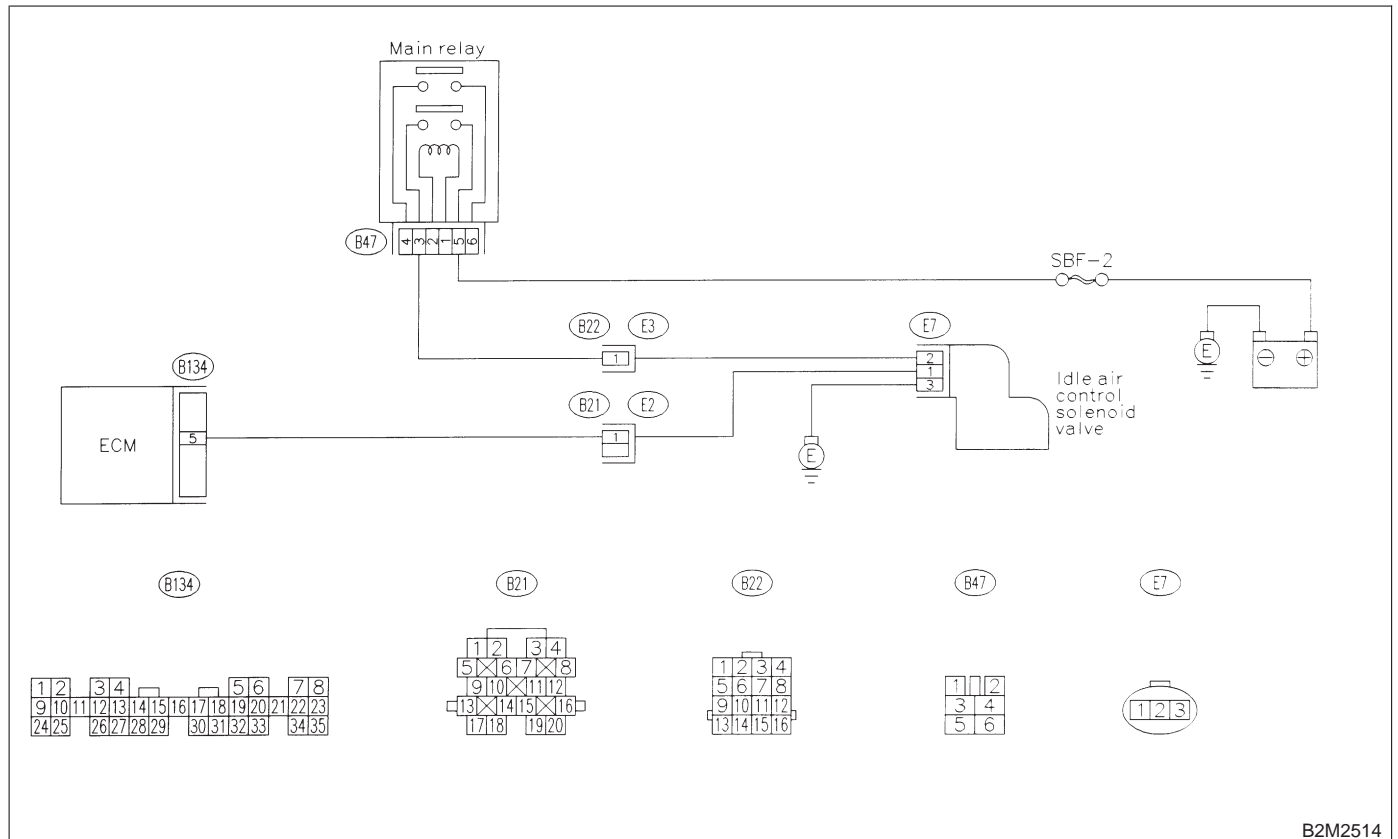 Main relay
B47
4 3 2 1 5 6
SBF-2
B22 E3
1
E7
2
1
3
E
⊖ ⊕
Idle air
control
solenoid
valve
B134
ECM
5
B21 E2
1
E
B134
1 2 3 4 5 6 7 8
9 10 11 12 13 14 15 16 17 18 19 20 21 22 23
24 25 26 27 28 29 30 31 32 33 34 35
B21
1 2 3 4
5 6 7 8
9 10 11 12
13 14 15 16
17 18 19 20
B22
1 2 3 4
5 6 7 8
9 10 11 12
13 14 15 16
B47
1 2
3 4
5 6
E7
1 2 3
B2M2514